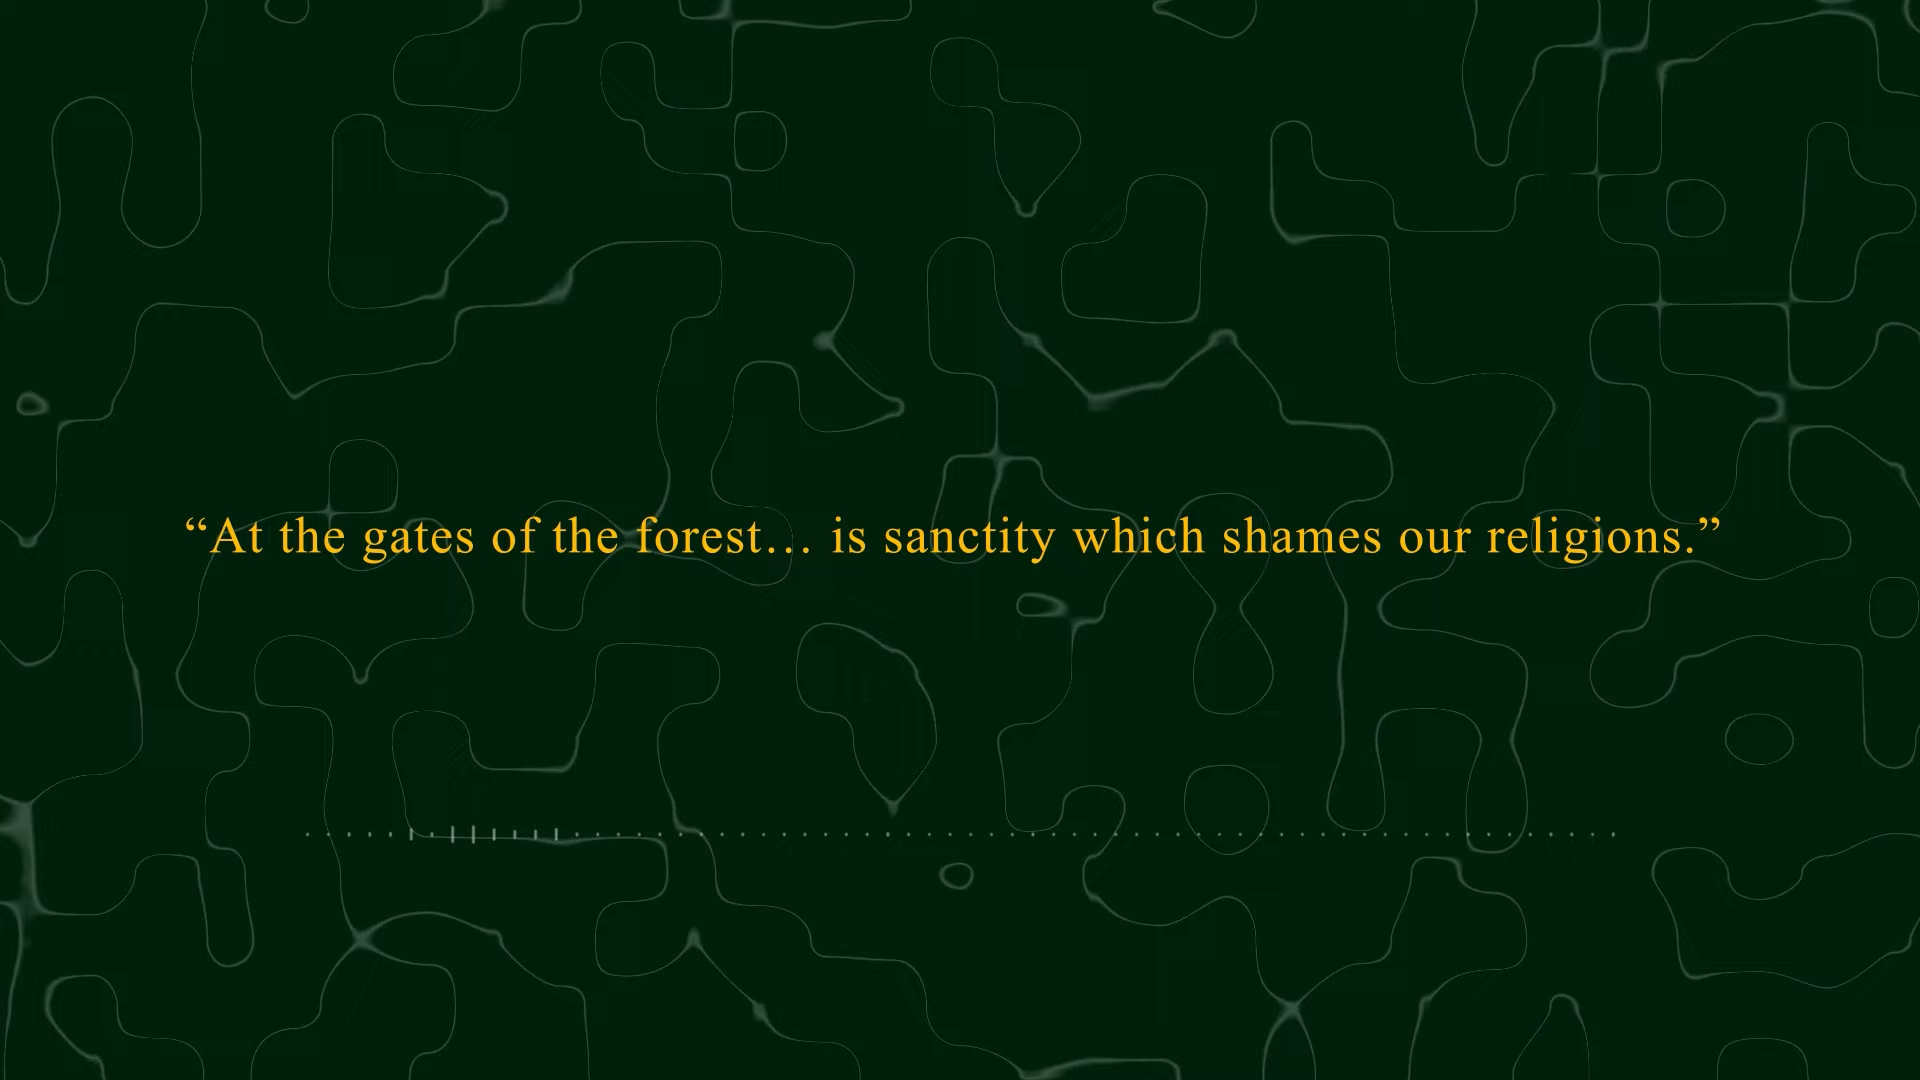 “At the gates of the forest… is sanctity which shames our religions.”